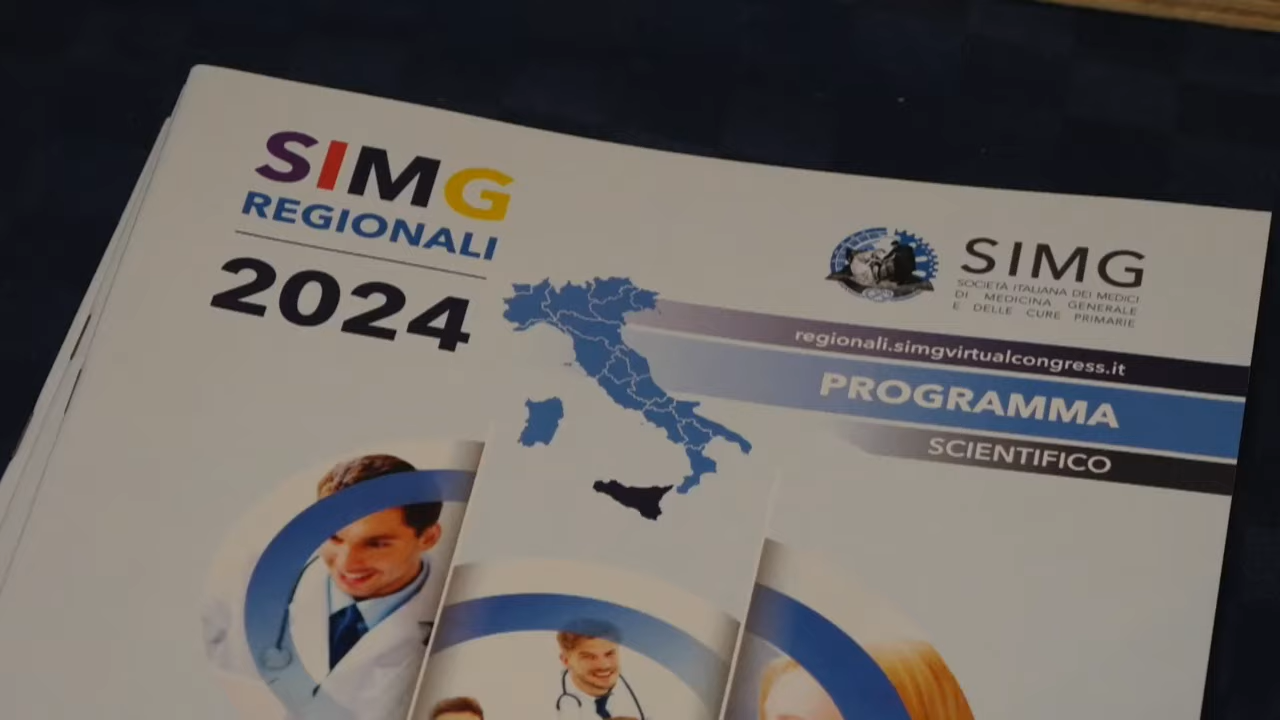 SIMG
REGIONALI
2024
SIMG
SOCIETÀ ITALIANA DEI MEDICI
DI MEDICINA GENERALE
E DELLE CURE PRIMARIE
regionali.simgvirtualcongress.it
PROGRAMMA
SCIENTIFICO